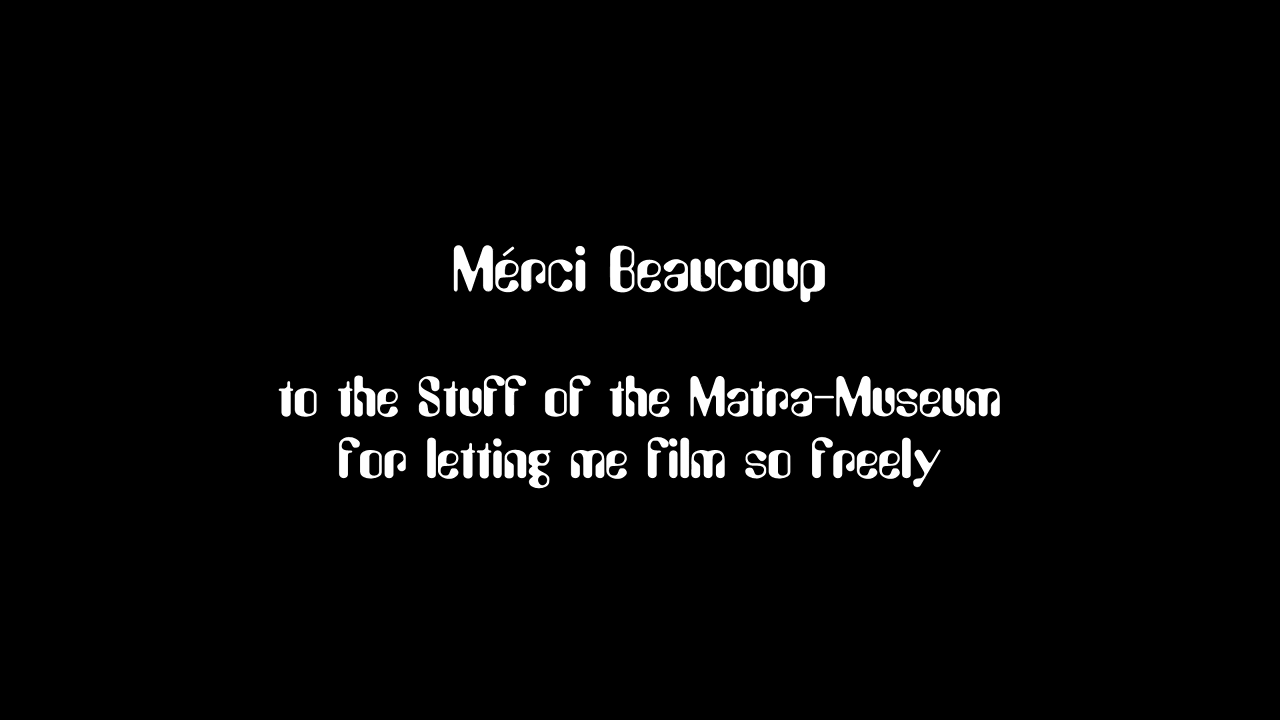 Mérci Beaucoup
to the Stuff of the Matra-Museum
for letting me film so freely